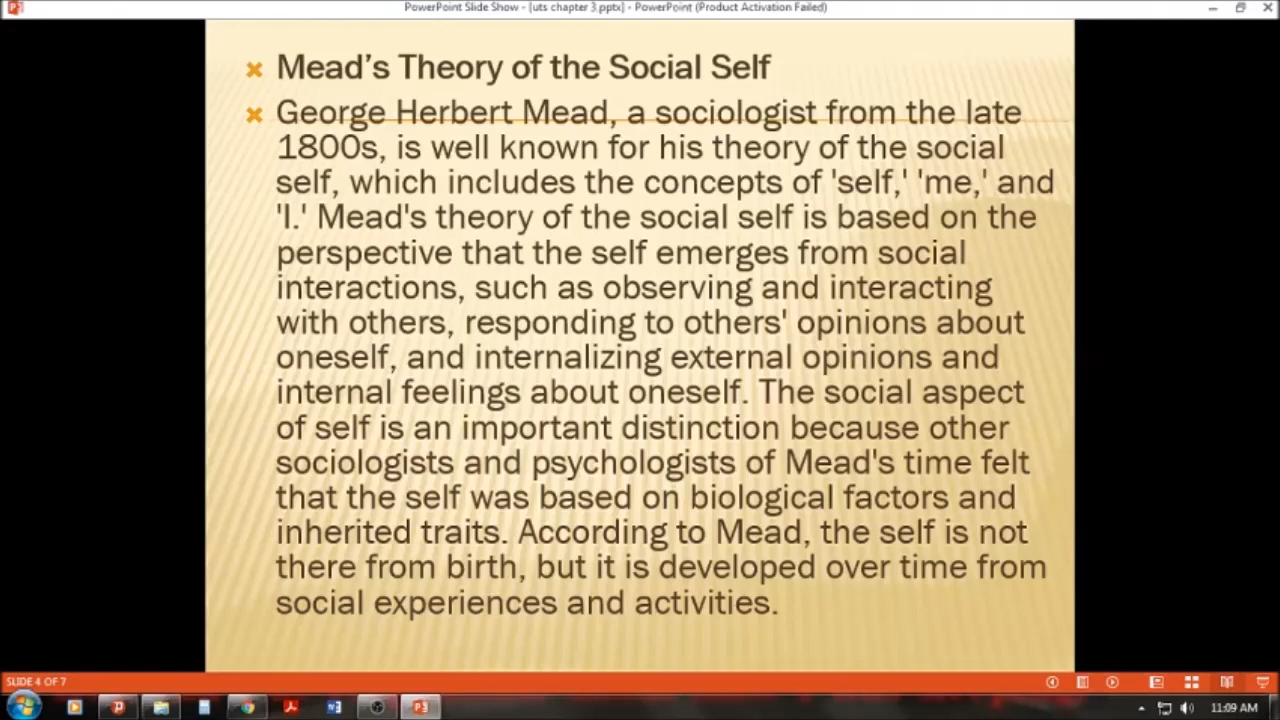 PowerPoint Slide Show - [uts chapter 3.pptx] - PowerPoint (Product Activation Failed)
Mead’s Theory of the Social Self
George Herbert Mead, a sociologist from the late
1800s, is well known for his theory of the social
self, which includes the concepts of 'self,' 'me,' and
'I.' Mead's theory of the social self is based on the
perspective that the self emerges from social
interactions, such as observing and interacting
with others, responding to others' opinions about
oneself, and internalizing external opinions and
internal feelings about oneself. The social aspect
of self is an important distinction because other
sociologists and psychologists of Mead's time felt
that the self was based on biological factors and
inherited traits. According to Mead, the self is not
there from birth, but it is developed over time from
social experiences and activities.
SLIDE 4 OF 7
11:09 AM